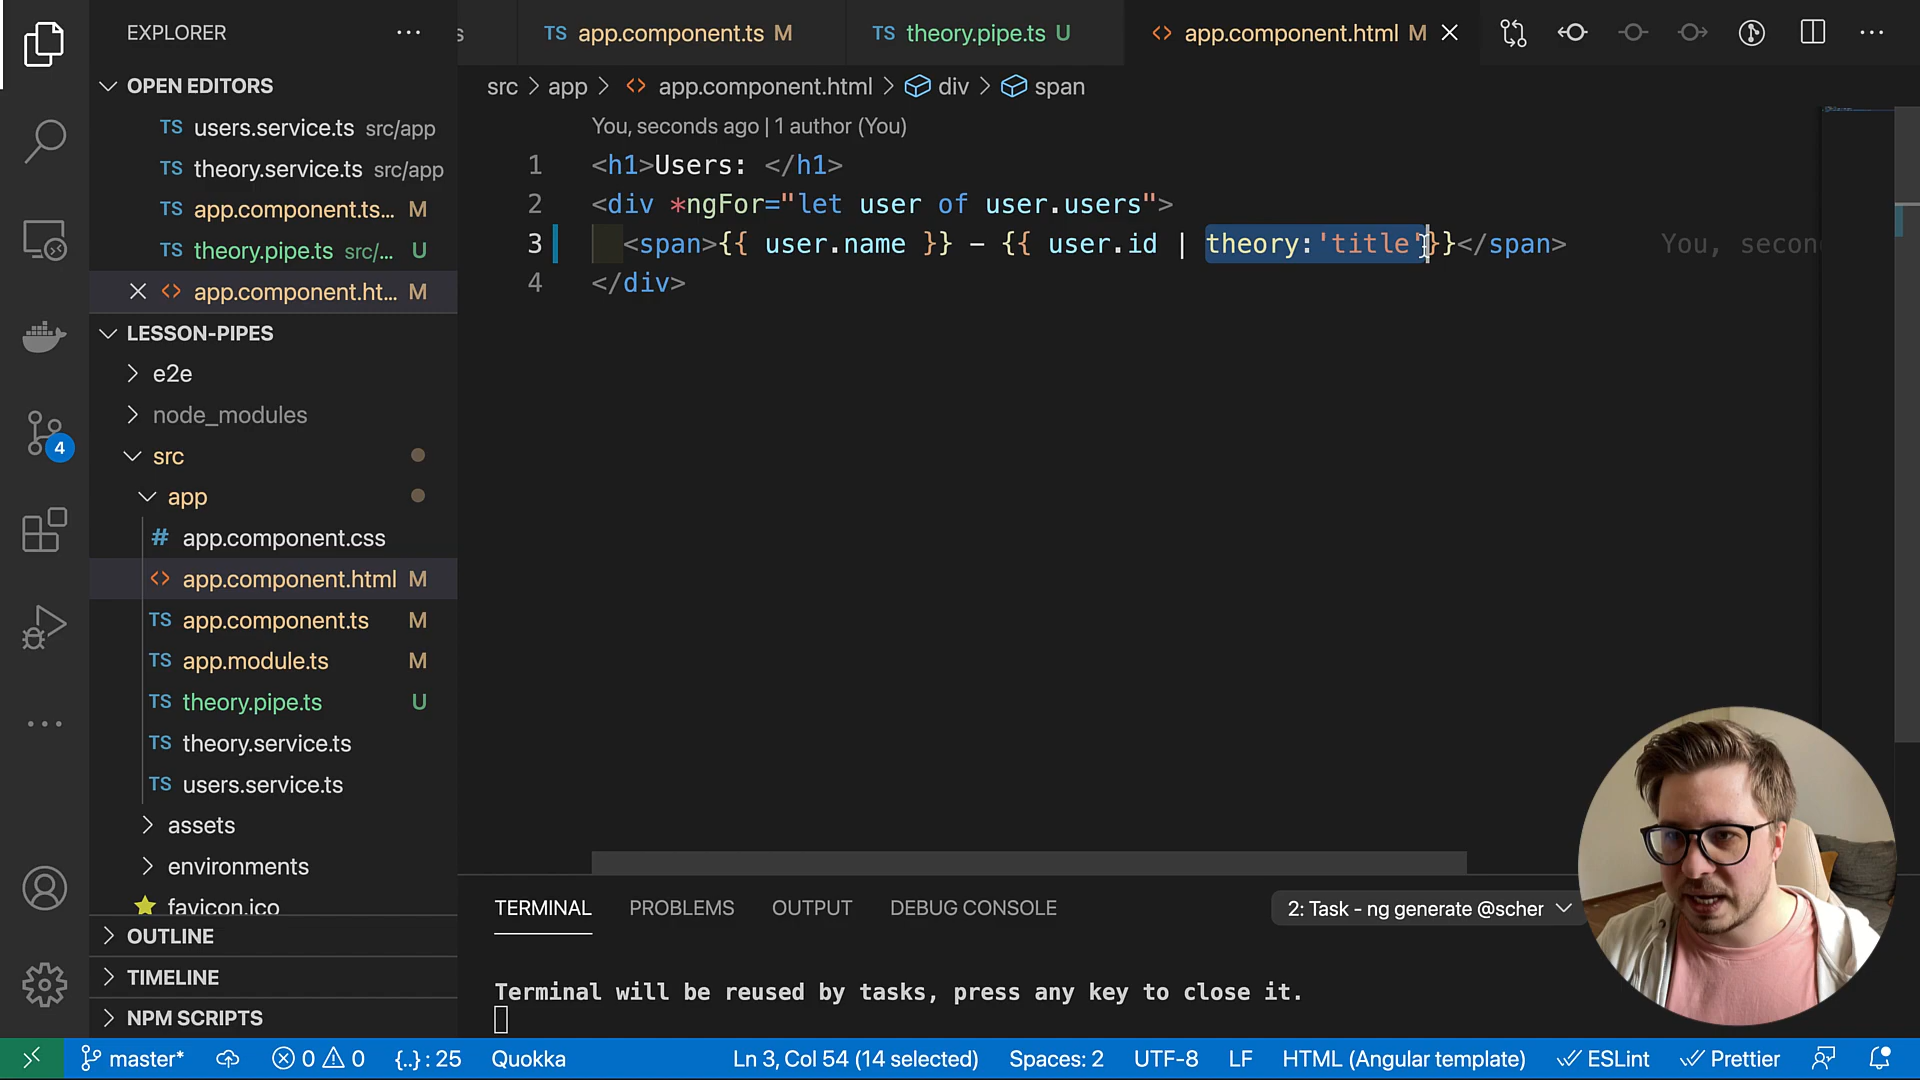 EXPLORER
s
TS app.component.ts M
TS theory.pipe.ts U
<> app.component.html M
OPEN EDITORS
src > app > <> app.component.html > div > span
TS users.service.ts src/app
You, seconds ago | 1 author (You)
TS theory.service.ts src/app
TS app.component.ts... M
TS theory.pipe.ts src/... U
<> app.component.ht... M
1 <h1>Users: </h1>
2 <div *ngFor="let user of user.users">
3 <span>{{ user.name }} – {{ user.id | theory:'title'}}</span> You, secon
4 </div>
LESSON-PIPES
e2e
node_modules
src
app
# app.component.css
<> app.component.html M
TS app.component.ts M
TS app.module.ts M
TS theory.pipe.ts U
TS theory.service.ts
TS users.service.ts
assets
environments
favicon.ico
OUTLINE
TIMELINE
NPM SCRIPTS
4
TERMINAL PROBLEMS OUTPUT DEBUG CONSOLE 2: Task - ng generate @scher
Terminal will be reused by tasks, press any key to close it.
master* 0 0 {..} : 25 Quokka Ln 3, Col 54 (14 selected) Spaces: 2 UTF-8 LF HTML (Angular template) ESLint Prettier